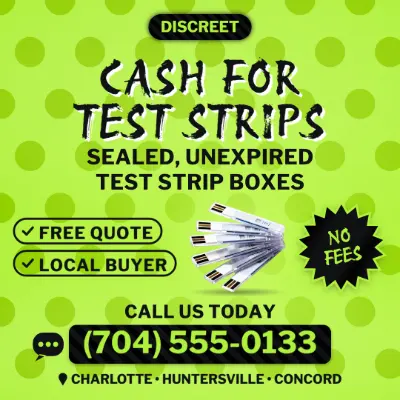 DISCREET
CASH FOR
TEST STRIPS
SEALED, UNEXPIRED
TEST STRIP BOXES
FREE QUOTE
LOCAL BUYER
NO
FEES
CALL US TODAY
(704) 555-0133
CHARLOTTE • HUNTERSVILLE • CONCORD